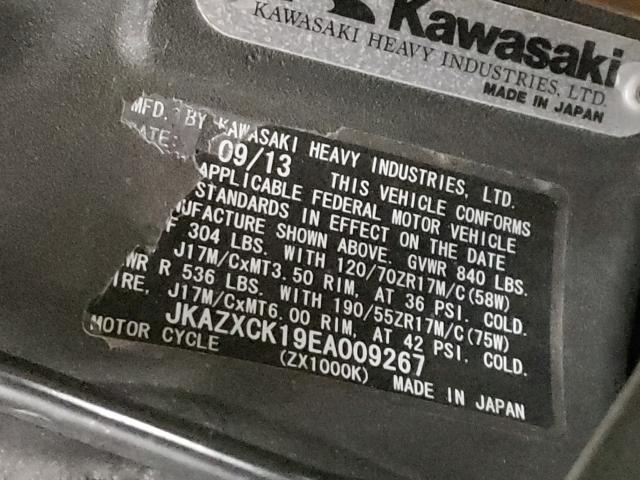 Kawasaki
KAWASAKI HEAVY INDUSTRIES, LTD.
MADE IN JAPAN
MFD. BY KAWASAKI HEAVY INDUSTRIES, LTD.
ATE: 09/13 THIS VEHICLE CONFORMS
APPLICABLE FEDERAL MOTOR VEHICLE
STANDARDS IN EFFECT ON THE DATE
UFACTURE SHOWN ABOVE. GVWR 840 LBS.
F 304 LBS. WITH 120/70ZR17M/C(58W)
J17M/CxMT3.50 RIM, AT 36 PSI. COLD.
WR R 536 LBS. WITH 190/55ZR17M/C(75W)
IRE, J17M/CxMT6.00 RIM, AT 42 PSI. COLD.
JKAZXCK19EA009267
MOTOR CYCLE (ZX1000K) MADE IN JAPAN